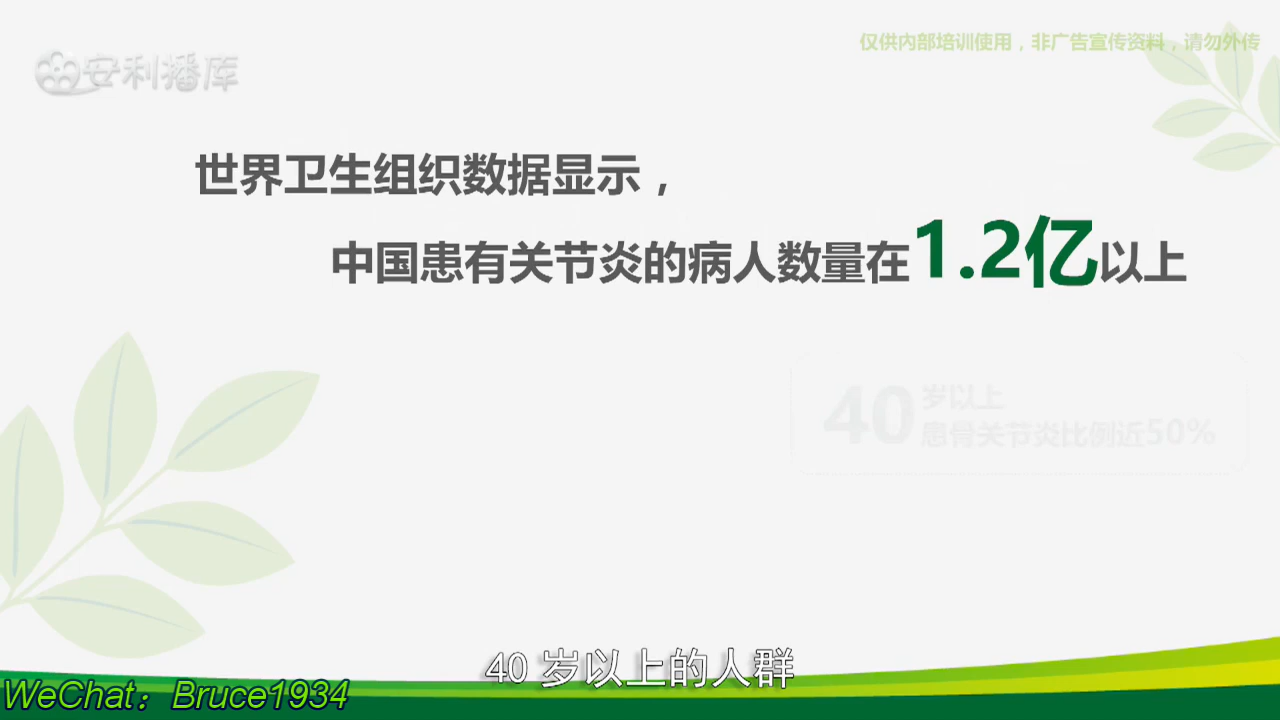 安利播库
仅供内部培训使用，非广告宣传资料，请勿外传
世界卫生组织数据显示，
中国患有关节炎的病人数量在1.2亿以上
40岁以上
患骨关节炎比例近50%
40 岁以上的人群
WeChat：Bruce1934